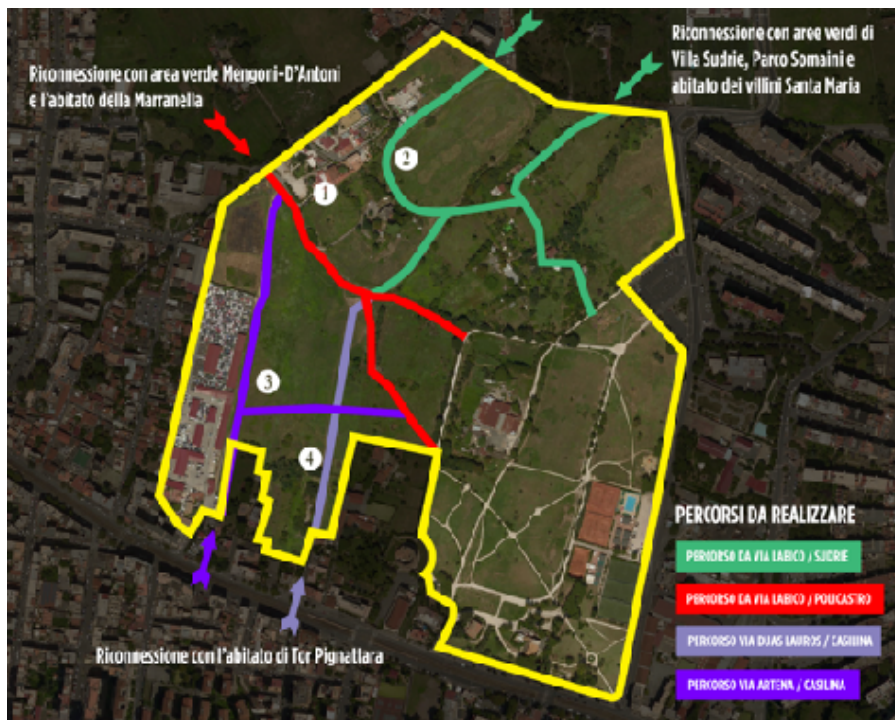 Riconnessione con area verde Mengoni-D'Antoni
e l'abitato della Marranella
Riconnessione con aree verdi di
Villa Sudrie, Parco Somaini e
abitato dei villini Santa Maria
1
2
3
4
Riconnessione con l'abitato di Tor Pignattara
PERCORSI DA REALIZZARE
PERCORSO DA VIA LABICO / SUDRIE
PERCORSO DA VIA LABICO / POLICASTRO
PERCORSO VIA DUAS LAUROS / CASILINA
PERCORSO VIA ARTENA / CASILINA